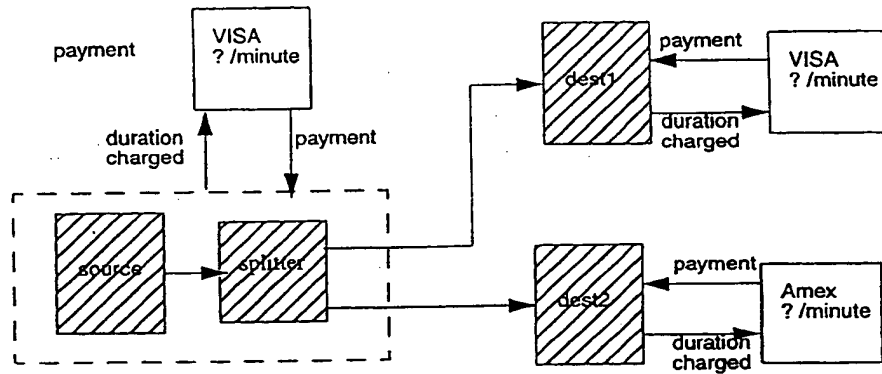 payment
VISA
? /minute
duration
charged
payment
source
splitter
dest1
payment
duration
charged
VISA
? /minute
dest2
payment
duration
charged
Amex
? /minute